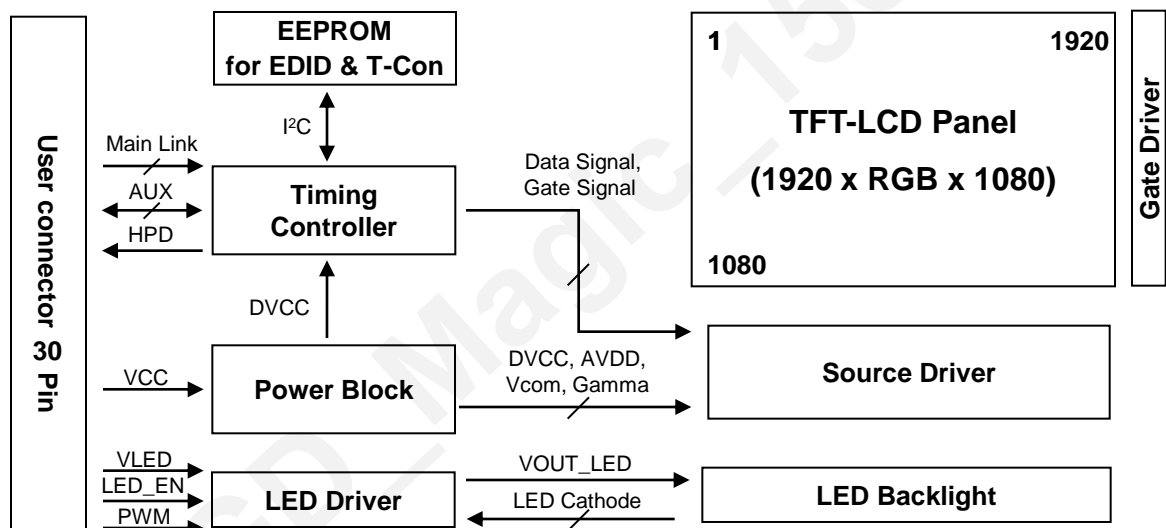 EEPROM
for EDID & T-Con
1
1920
I²C
TFT-LCD Panel
(1920 x RGB x 1080)
1080
Gate Driver
User connector 30 Pin
Main Link
AUX
HPD
Timing
Controller
Data Signal,
Gate Signal
DVCC
VCC
Power Block
DVCC, AVDD,
Vcom, Gamma
Source Driver
VLED
LED_EN
PWM
LED Driver
VOUT_LED
LED Cathode
LED Backlight